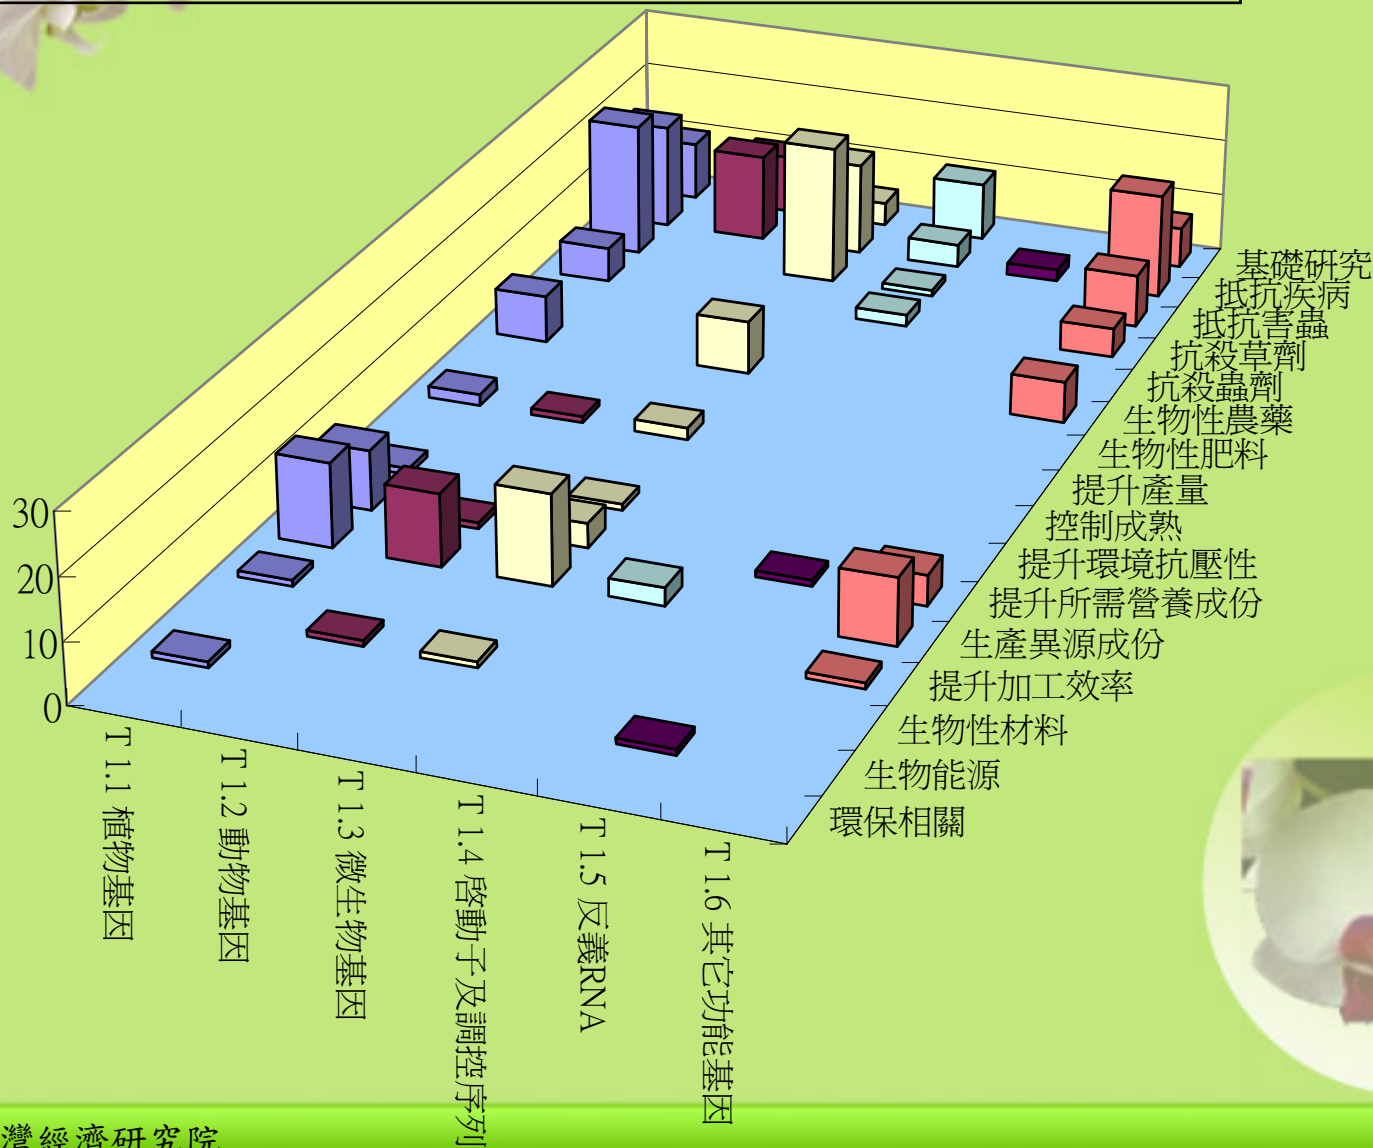 30
20
10
0
T 1.1 植物基因
T 1.2 動物基因
T 1.3 微生物基因
T 1.4 啓動子及調控序列
T 1.5 反義RNA
T 1.6 其它功能基因
基礎研究
抵抗疾病
抵抗害蟲
抗殺草劑
抗殺蟲劑
生物性農藥
生物性肥料
提升產量
控制成熟
提升環境抗壓性
提升所需營養成份
生產異源成份
提升加工效率
生物性材料
生物能源
環保相關
灣經濟研究院